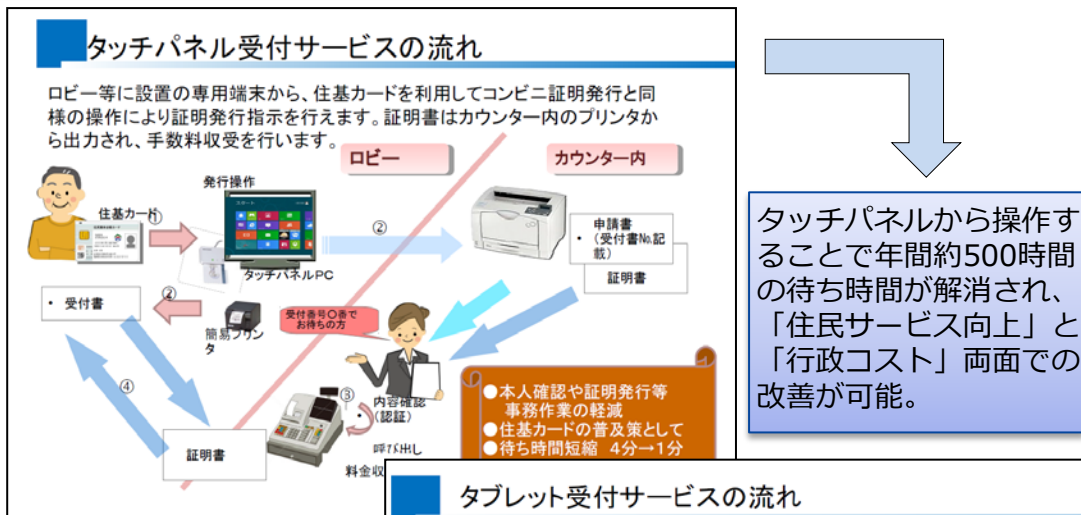 タッチパネル受付サービスの流れ
ロビー等に設置の専用端末から、住基カードを利用してコンビニ証明発行と同
様の操作により証明発行指示を行えます。証明書はカウンター内のプリンタか
ら出力され、手数料収受を行います。
ロビー
カウンター内
発行操作
住基カード
①
②
タッチパネルPC
申請書
・（受付書No.記
載）
証明書
・ 受付書
②
簡易プリン
タ
受付番号〇番で
お待ちの方
④
③
内容確認
（認証）
呼び出し
料金収
証明書
●本人確認や証明発行等
事務作業の軽減
●住基カードの普及策として
●待ち時間短縮 4分→1分
タッチパネルから操作す
ることで年間約500時間
の待ち時間が解消され、
「住民サービス向上」と
「行政コスト」両面での
改善が可能。
タブレット受付サービスの流れ